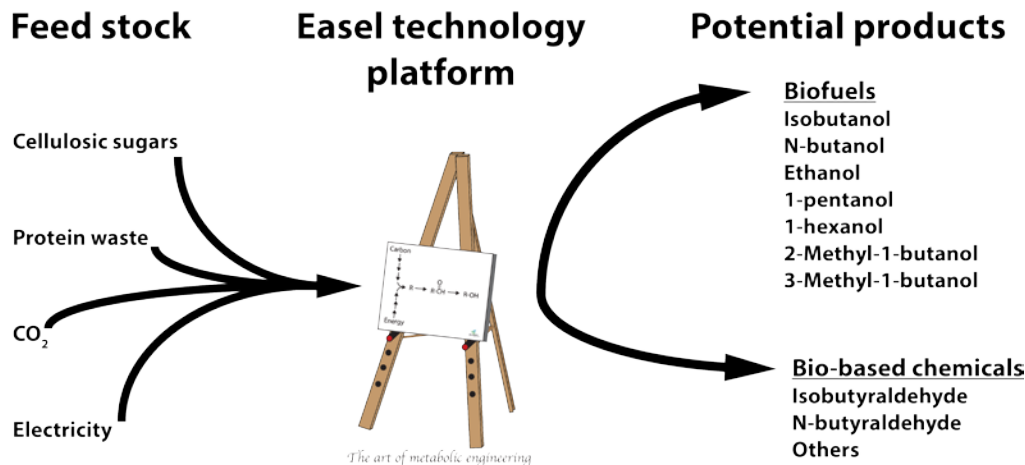 Feed stock
Easel technology
platform
Potential products
Cellulosic sugars
Protein waste
CO₂
Electricity
Carbon
R → R-CH → R-OH
O
Energy
The art of metabolic engineering
Biofuels
Isobutanol
N-butanol
Ethanol
1-pentanol
1-hexanol
2-Methyl-1-butanol
3-Methyl-1-butanol
Bio-based chemicals
Isobutyraldehyde
N-butyraldehyde
Others